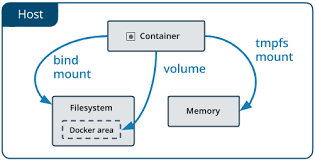 Host
Container
bind
mount
volume
tmpfs
mount
Filesystem
Docker area
Memory